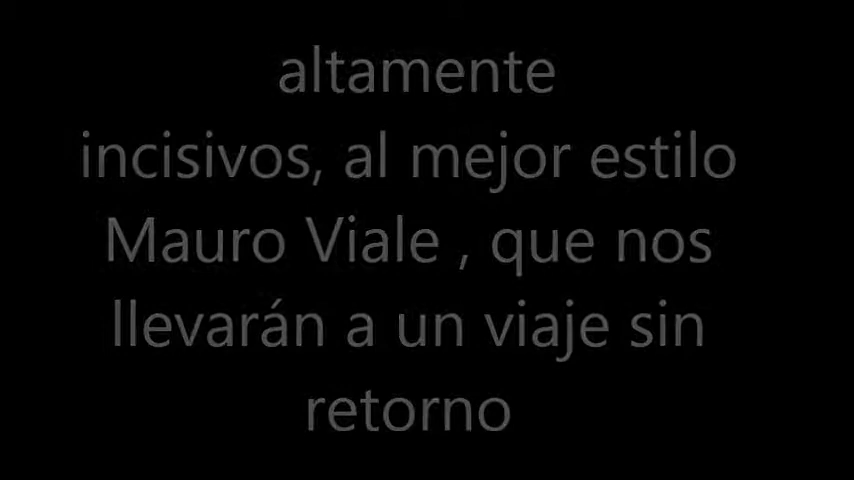 altamente
incisivos, al mejor estilo
Mauro Viale , que nos
llevarán a un viaje sin
retorno